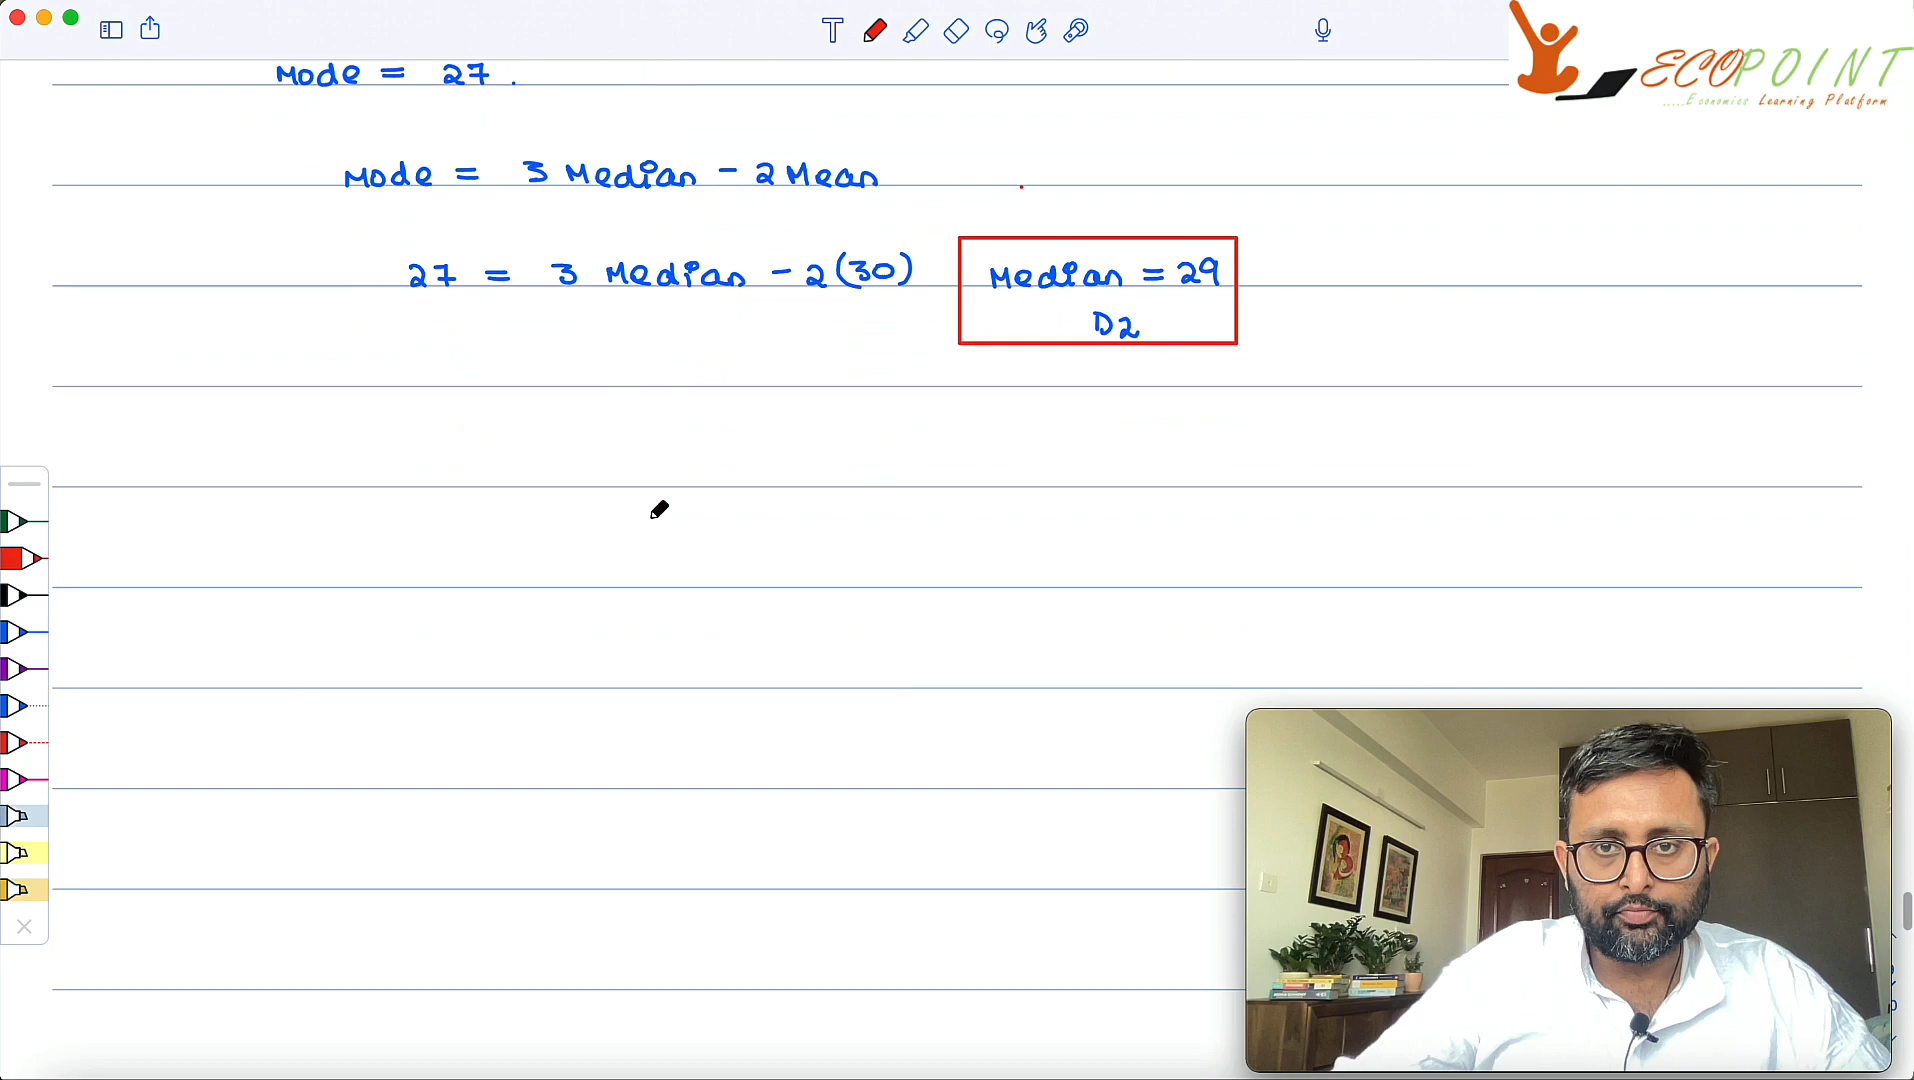 ECOPOINT
.....Economics Learning Platform
Mode = 27.
Mode = 3 Median - 2 Mean
27 = 3 Median - 2(30)
Median = 29
D2